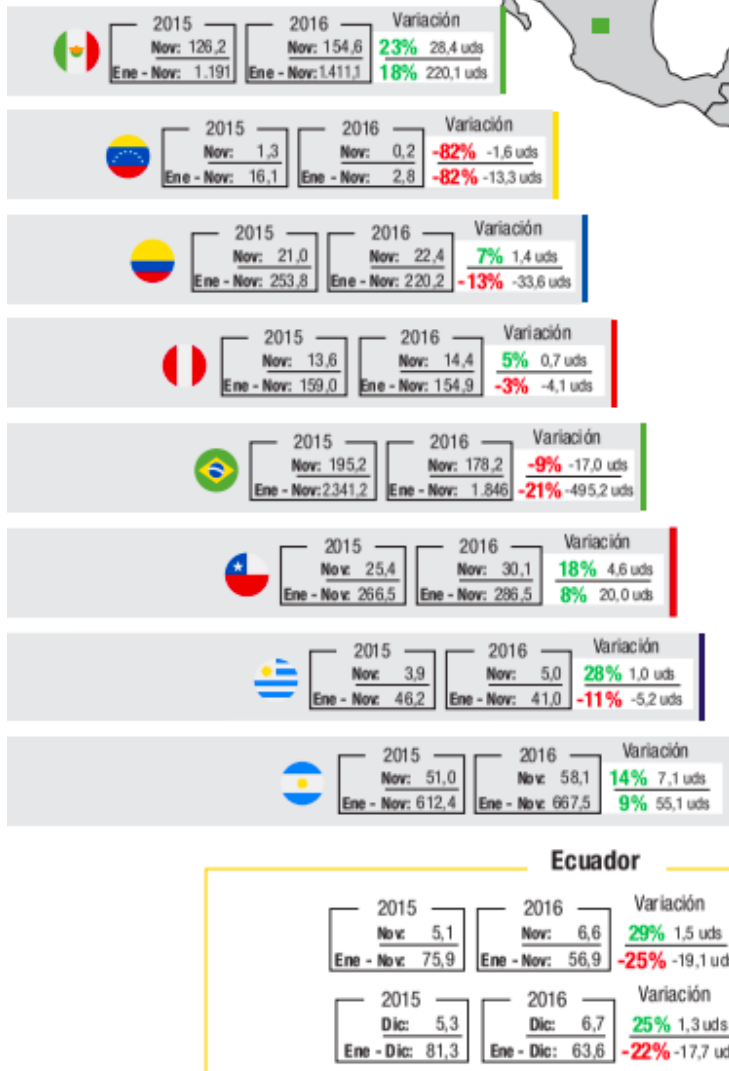 2015 2016 Variación
Nov: 126,2 Nov: 154,6 23% 28,4 uds
Ene - Nov: 1.191 Ene - Nov: 1.411,1 18% 220,1 uds
2015 2016 Variación
Nov: 1,3 Nov: 0,2 -82% -1,6 uds
Ene - Nov: 16,1 Ene - Nov: 2,8 -82% -13,3 uds
2015 2016 Variación
Nov: 21,0 Nov: 22,4 7% 1,4 uds
Ene - Nov: 253,8 Ene - Nov: 220,2 -13% -33,6 uds
2015 2016 Variación
Nov: 13,6 Nov: 14,4 5% 0,7 uds
Ene - Nov: 159,0 Ene - Nov: 154,9 -3% -4,1 uds
2015 2016 Variación
Nov: 195,2 Nov: 178,2 -9% -17,0 uds
Ene - Nov: 2341,2 Ene - Nov: 1.846 -21% -495,2 uds
2015 2016 Variación
Nov: 25,4 Nov: 30,1 18% 4,6 uds
Ene - Nov: 266,5 Ene - Nov: 286,5 8% 20,0 uds
2015 2016 Variación
Nov: 3,9 Nov: 5,0 28% 1,0 uds
Ene - Nov: 46,2 Ene - Nov: 41,0 -11% -5,2 uds
2015 2016 Variación
Nov: 51,0 Nov: 58,1 14% 7,1 uds
Ene - Nov: 612,4 Ene - Nov: 667,5 9% 55,1 uds
Ecuador
2015 2016 Variación
Nov: 5,1 Nov: 6,6 29% 1,5 uds
Ene - Nov: 75,9 Ene - Nov: 56,9 -25% -19,1 ud
2015 2016 Variación
Dic: 5,3 Dic: 6,7 25% 1,3 uds
Ene - Dic: 81,3 Ene - Dic: 63,6 -22% -17,7 ud